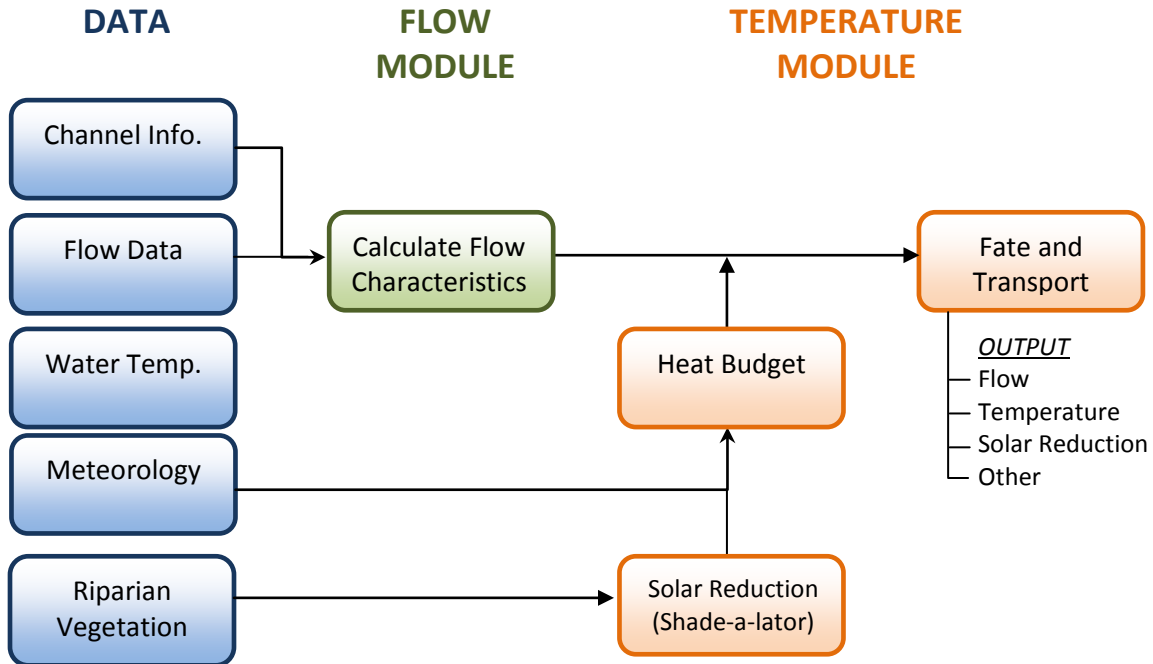 DATA
FLOW
MODULE
TEMPERATURE
MODULE
Channel Info.
Flow Data
Water Temp.
Meteorology
Riparian
Vegetation
Calculate Flow
Characteristics
Heat Budget
Solar Reduction
(Shade-a-lator)
Fate and
Transport
OUTPUT
Flow
Temperature
Solar Reduction
Other